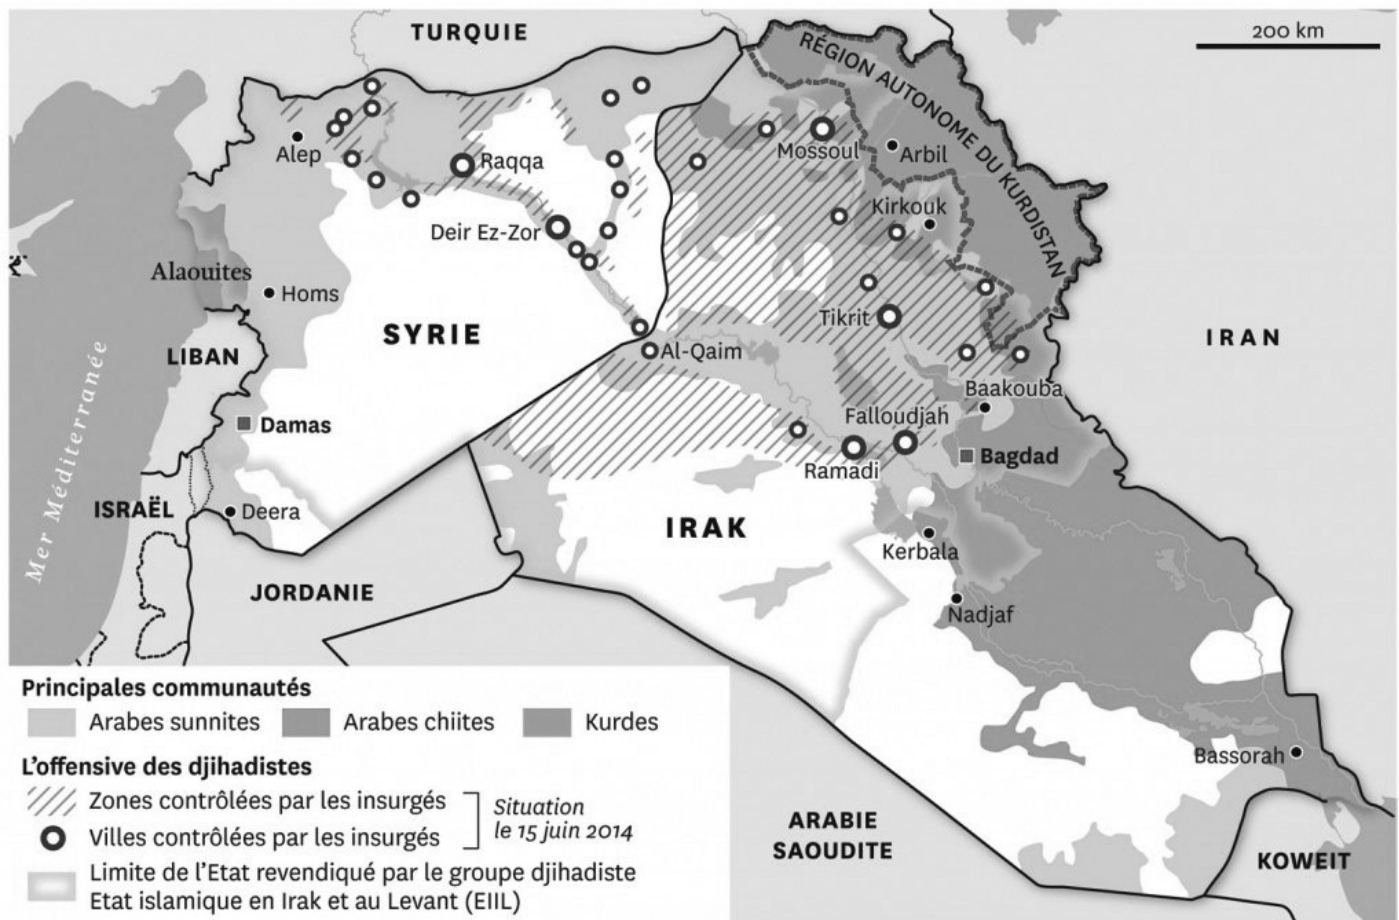 TURQUIE
200 km
RÉGION AUTONOME DU KURDISTAN
Alep
Raqqa
Mossoul
Arbil
Kirkouk
Deir Ez-Zor
Alaouites
Homs
SYRIE
Tikrit
IRAN
LIBAN
Al-Qaim
Baakouba
Damas
Falloudjah
Bagdad
Ramadi
Mer Méditerranée
ISRAËL
Deera
IRAK
Kerbala
JORDANIE
Nadjaf
Bassorah
ARABIE
SAOUDITE
KOWEIT
Principales communautés
Arabes sunnites
Arabes chiites
Kurdes
L'offensive des djihadistes
Zones contrôlées par les insurgés
Villes contrôlées par les insurgés
Situation
le 15 juin 2014
Limite de l'Etat revendiqué par le groupe djihadiste
Etat islamique en Irak et au Levant (EIIL)